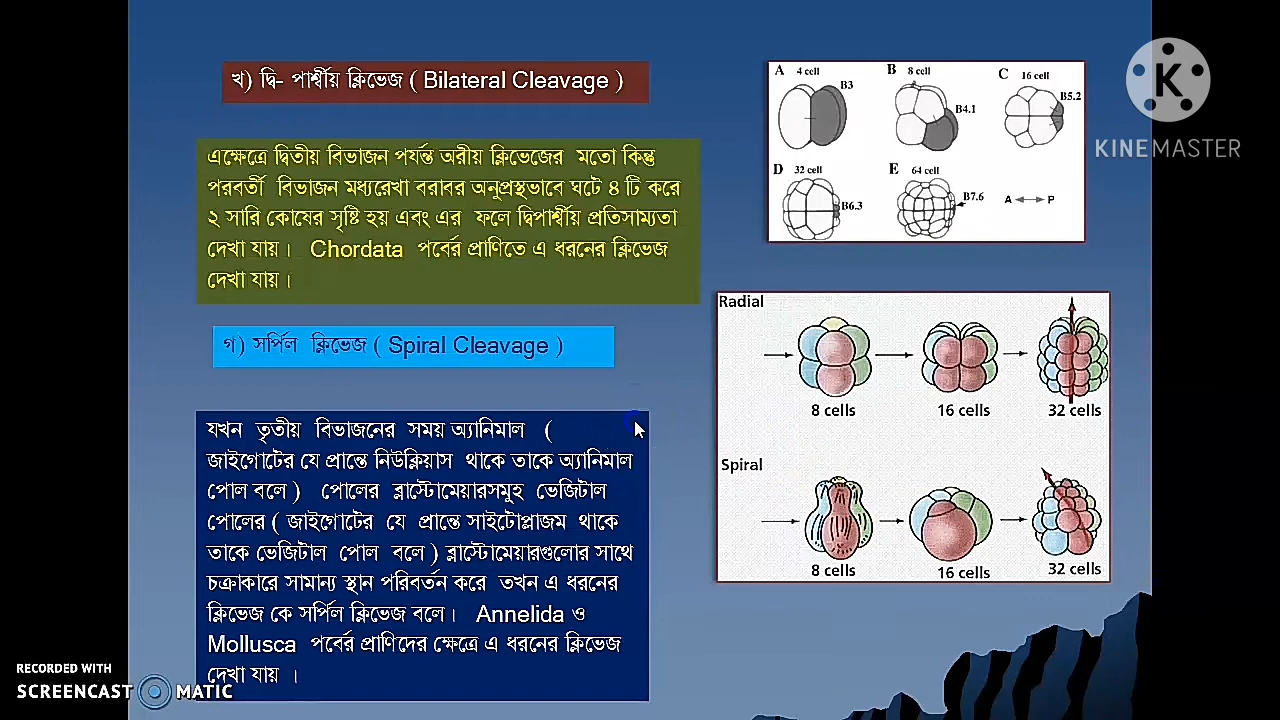 খ) দ্বি- পার্শ্বীয় ক্লিভেজ ( Bilateral Cleavage )
এক্ষেত্রে দ্বিতীয় বিভাজন পর্যন্ত অরীয় ক্লিভেজের মতো কিন্তু
পরবর্তী বিভাজন মধ্যরেখা বরাবর অনুপ্রস্থভাবে ঘটে ৪ টি করে
২ সারি কোষের সৃষ্টি হয় এবং এর ফলে দ্বিপার্শ্বীয় প্রতিসাম্যতা
দেখা যায়। Chordata পর্বের প্রাণিতে এ ধরনের ক্লিভেজ
দেখা যায়।
গ) সর্পিল ক্লিভেজ ( Spiral Cleavage )
যখন তৃতীয় বিভাজনের সময় অ্যানিমাল (
জাইগোটের যে প্রান্তে নিউক্লিয়াস থাকে তাকে অ্যানিমাল
পোল বলে ) পোলের ব্লাস্টোমেয়ারসমুহ ভেজিটাল
পোলের ( জাইগোটের যে প্রান্তে সাইটোপ্লাজম থাকে
তাকে ভেজিটাল পোল বলে ) ব্লাস্টোমেয়ারগুলোর সাথে
চক্রাকারে সামান্য স্থান পরিবর্তন করে তখন এ ধরনের
ক্লিভেজ কে সর্পিল ক্লিভেজ বলে। Annelida ও
Mollusca পর্বের প্রাণিদের ক্ষেত্রে এ ধরনের ক্লিভেজ
দেখা যায় ।
A 4 cell B3
B 8 cell B4.1
C 16 cell B5.2
D 32 cell B6.3
E 64 cell B7.6
A P
K
KINEMASTER
Radial
8 cells 16 cells 32 cells
Spiral
8 cells 16 cells 32 cells
RECORDED WITH
SCREENCAST MATIC